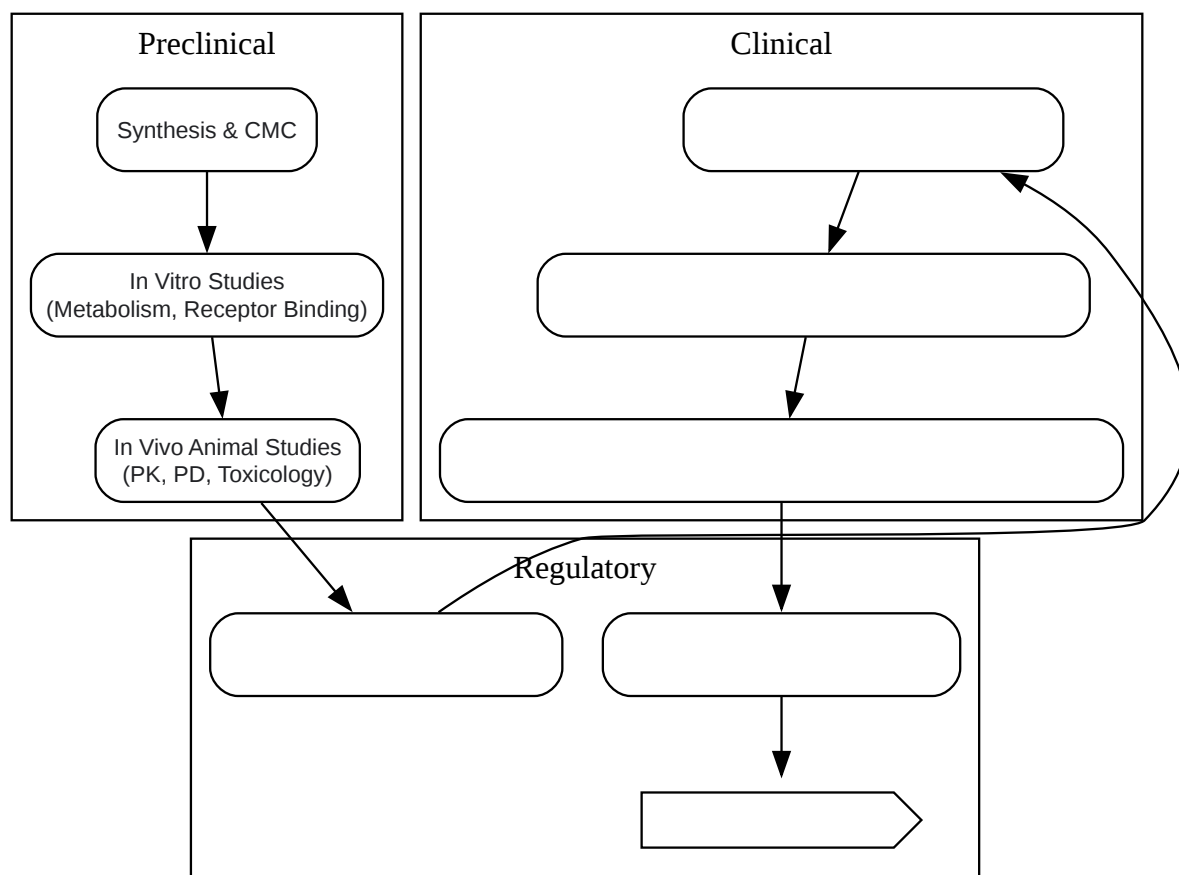 Preclinical
Synthesis & CMC
In Vitro Studies
(Metabolism, Receptor Binding)
In Vivo Animal Studies
(PK, PD, Toxicology)
Clinical
Regulatory